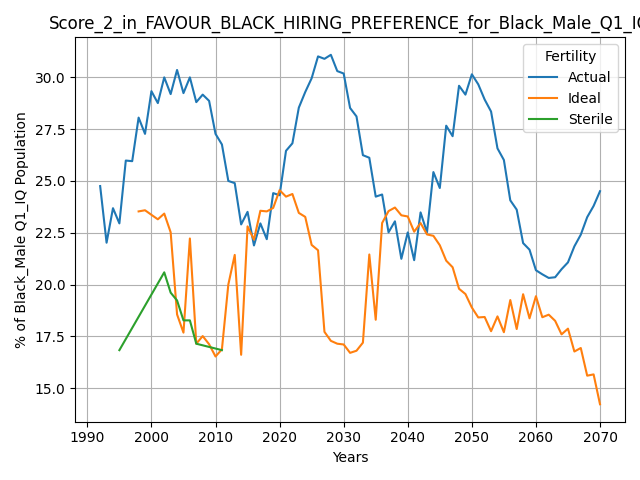 Score_2_in_FAVOUR_BLACK_HIRING_PREFERENCE_for_Black_Male_Q1_IQ
Fertility
Actual
Ideal
Sterile
% of Black_Male Q1_IQ Population
30.0
27.5
25.0
22.5
20.0
17.5
15.0
1990 2000 2010 2020 2030 2040 2050 2060 2070
Years